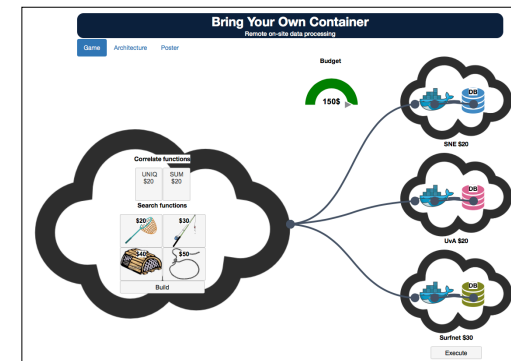 Bring Your Own Container
Remote on-site data processing
Game Architecture Poster
Budget
150$
DB
SNE $20
Correlate functions
UNIQ SUM
$20 $20
Search functions
$20 $30
$40 $50
Build
DB
UvA $20
DB
Surfnet $30
Execute